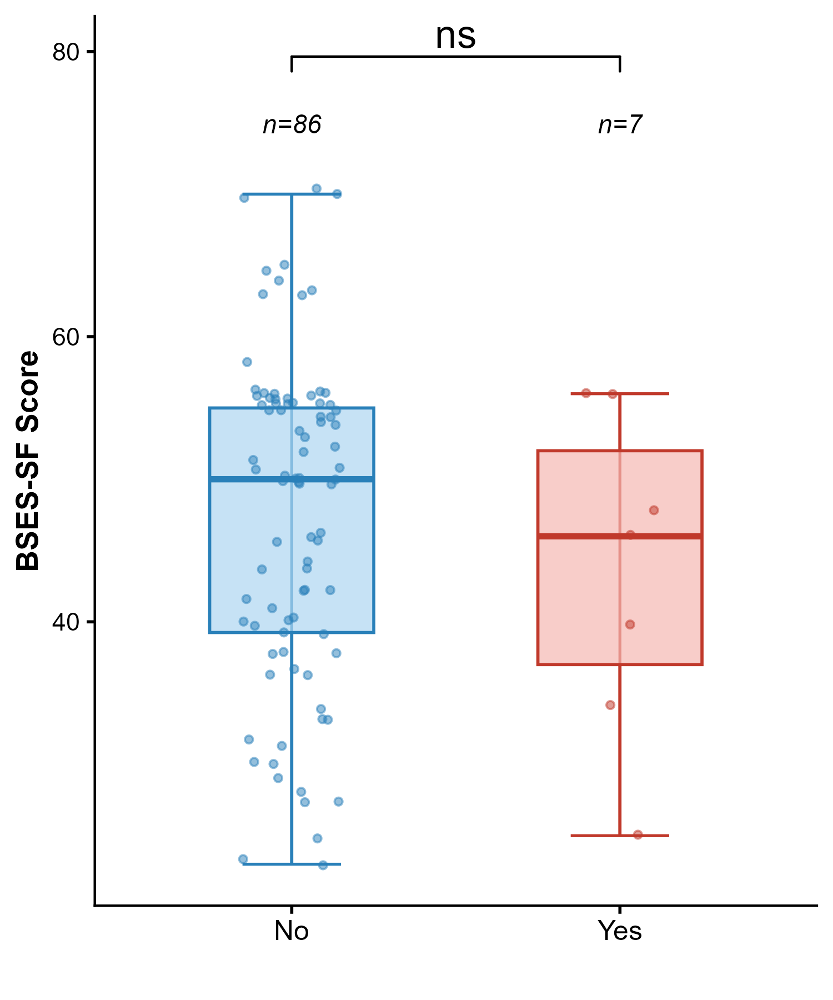 ns
80
n=86
n=7
60
BSES-SF Score
40
No
Yes